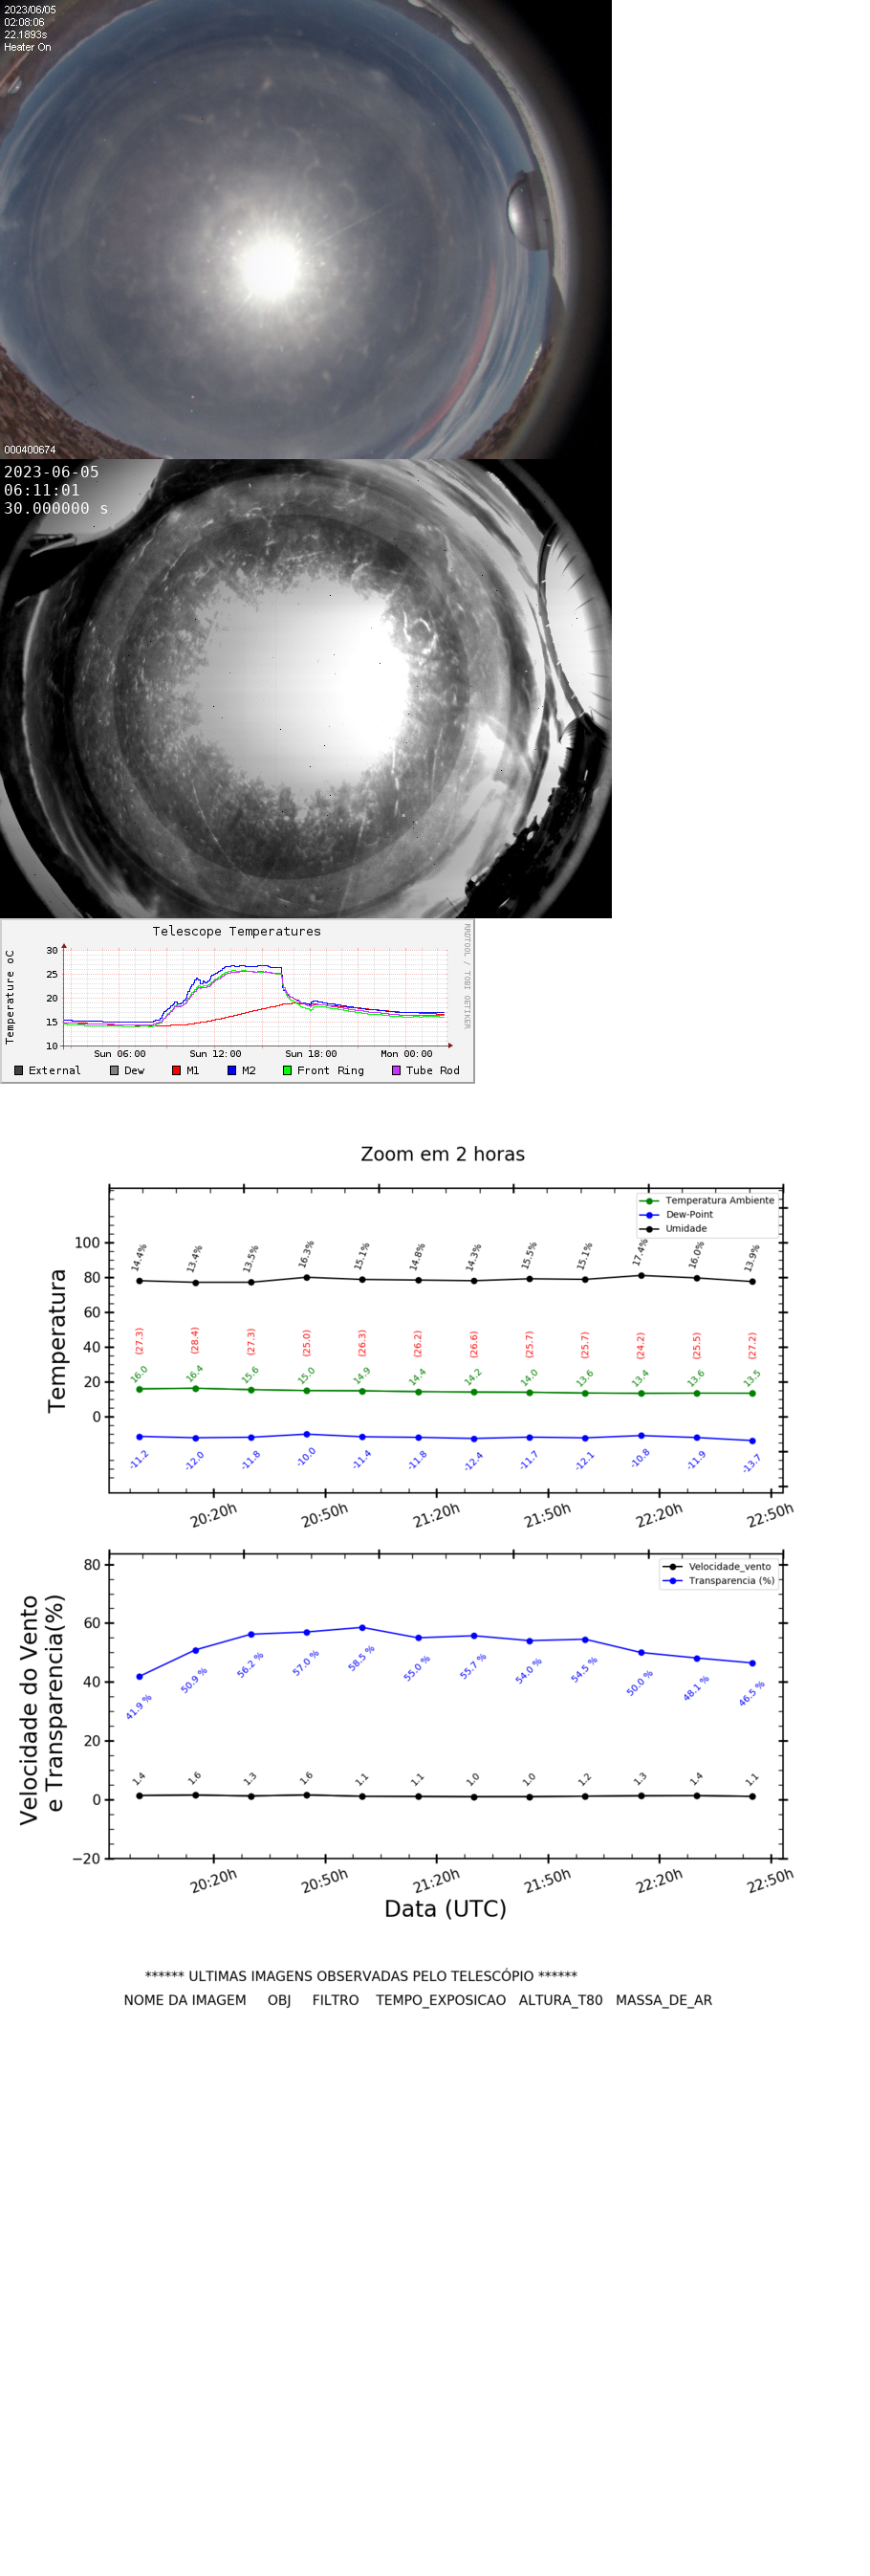 2023/06/05
02:08:06
22.1893s
Heater On
000400674
2023-06-05
06:11:01
30.000000 s
Telescope Temperatures
RRDTOOL / TOBI OETIKER
Temperature oC
30
25
20
15
10
Sun 06:00 Sun 12:00 Sun 18:00 Mon 00:00
External Dew M1 M2 Front Ring Tube Rod
Zoom em 2 horas
Temperatura Ambiente
Dew-Point
Umidade
Temperatura
100
80
60
40
20
0
14.4% 13.4% 13.5% 16.3% 15.1% 14.8% 14.3% 15.5% 15.1% 17.4% 16.0% 13.9%
(27.3) (28.4) (27.3) (25.0) (26.3) (26.2) (26.6) (25.7) (25.7) (24.2) (25.5) (27.2)
16.0 16.4 15.6 15.0 14.9 14.4 14.2 14.0 13.6 13.4 13.6 13.5
-11.2 -12.0 -11.8 -10.0 -11.4 -11.8 -12.4 -11.7 -12.1 -10.8 -11.9 -13.7
20:20h 20:50h 21:20h 21:50h 22:20h 22:50h
Velocidade_vento
Transparencia (%)
Velocidade do Vento
e Transparencia(%)
80
60
40
20
0
−20
41.9 % 50.9 % 56.2 % 57.0 % 58.5 % 55.0 % 55.7 % 54.0 % 54.5 % 50.0 % 48.1 % 46.5 %
1.4 1.6 1.3 1.6 1.1 1.1 1.0 1.0 1.2 1.3 1.4 1.1
20:20h 20:50h 21:20h 21:50h 22:20h 22:50h
Data (UTC)
****** ULTIMAS IMAGENS OBSERVADAS PELO TELESCÓPIO ******
NOME DA IMAGEM OBJ FILTRO TEMPO_EXPOSICAO ALTURA_T80 MASSA_DE_AR